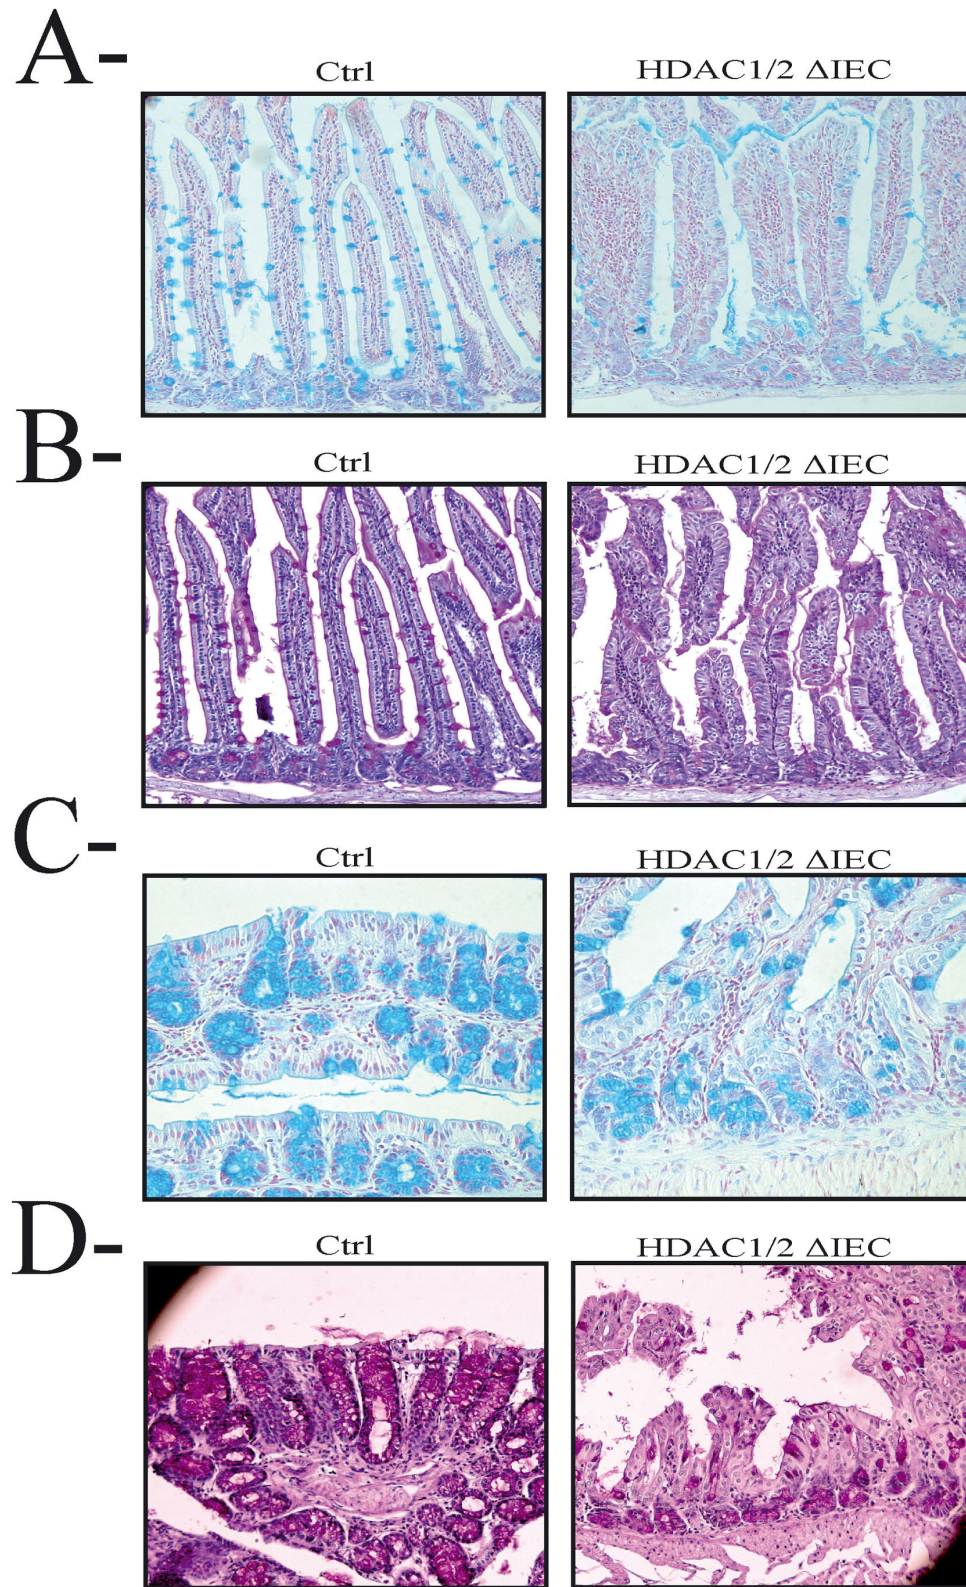 A-
Ctrl HDAC1/2 ΔIEC
B-
Ctrl HDAC1/2 ΔIEC
C-
Ctrl HDAC1/2 ΔIEC
D-
Ctrl HDAC1/2 ΔIEC